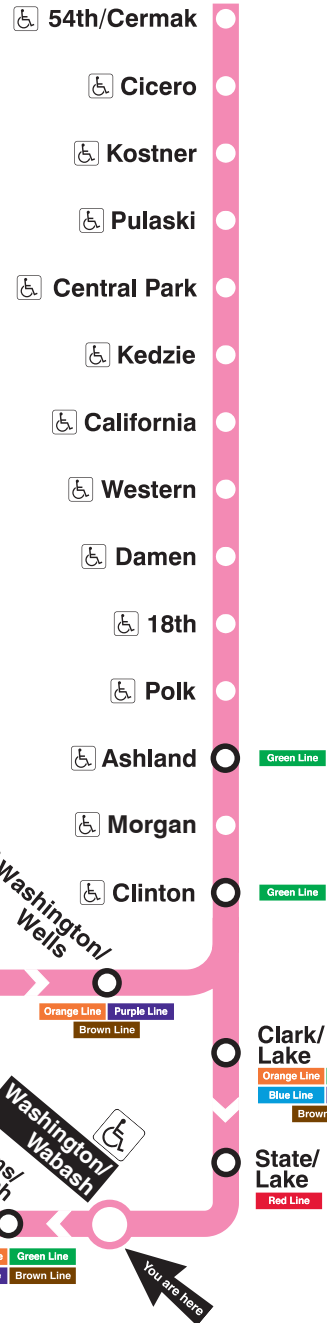 54th/Cermak
Cicero
Kostner
Pulaski
Central Park
Kedzie
California
Western
Damen
18th
Polk
Ashland
Green Line
Morgan
Clinton
Green Line
Washington/
Wells
Orange Line
Purple Line
Brown Line
Clark/
Lake
Orange Line
Blue Line
Brown
Washington/
Wabash
State/
Lake
Red Line
Green Line
Brown Line
You are here